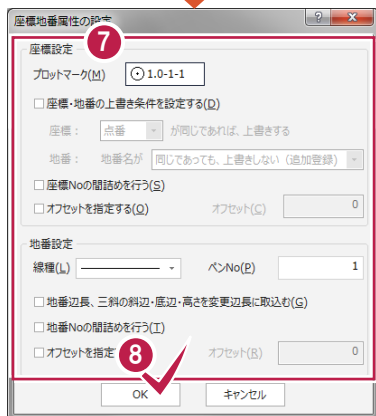 座標地番属性の設定
7
座標設定
プロットマーク(M) 1.0-1-1
座標・地番の上書き条件を設定する(D)
座標： 点番 が同じであれば、上書きする
地番： 地番名が 同じであっても、上書きしない（追加登録）
座標Noの間詰めを行う(S)
オフセットを指定する(O) オフセット(C) 0
地番設定
線種(L) ペンNo(P) 1
地番辺長、三斜の斜辺・底辺・高さを変更辺長に取込む(G)
地番Noの間詰めを行う(T)
オフセットを指定 オフセット(R) 0
8
OK キャンセル